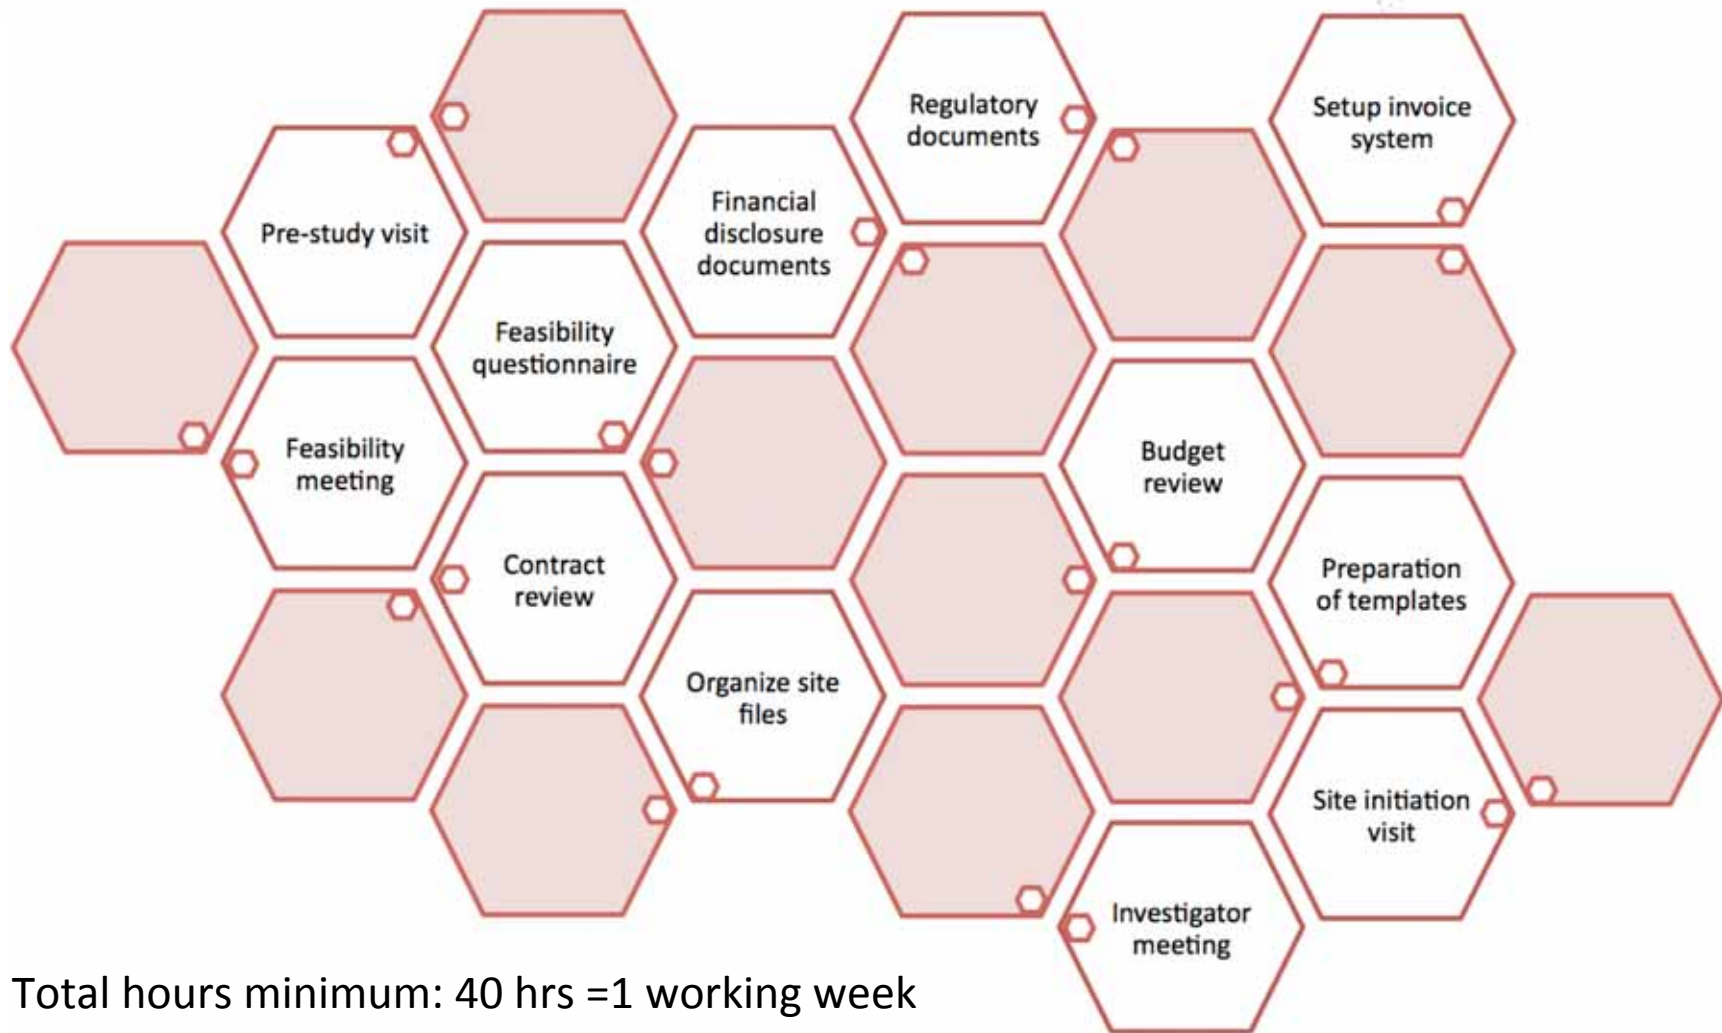 Regulatory
documents
Setup invoice
system
Pre-study visit
Financial
disclosure
documents
Feasibility
questionnaire
Feasibility
meeting
Budget
review
Contract
review
Preparation
of templates
Organize site
files
Site initiation
visit
Investigator
meeting
Total hours minimum: 40 hrs =1 working week